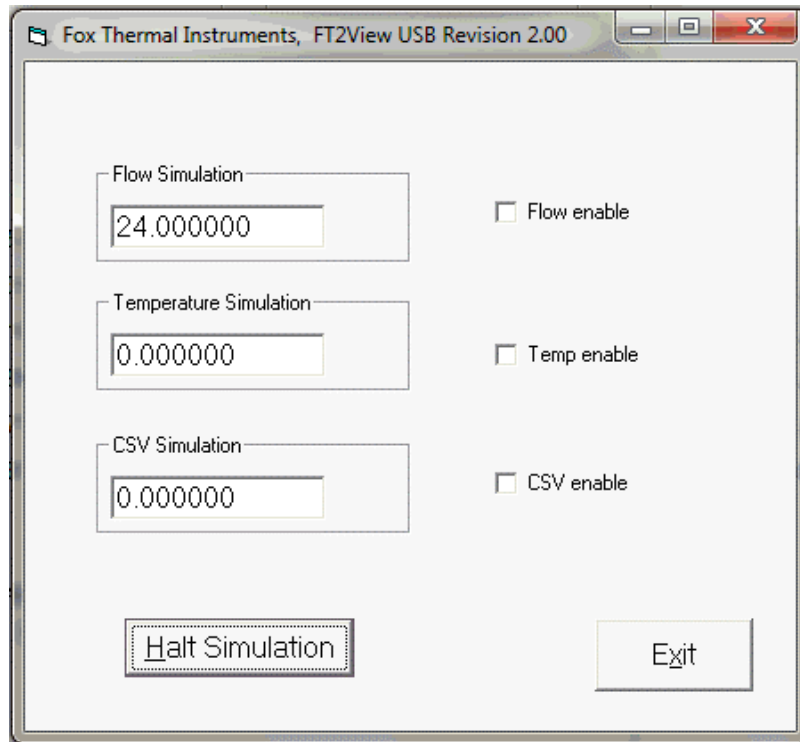 Fox Thermal Instruments, FT2View USB Revision 2.00
Flow Simulation
24.000000
Flow enable
Temperature Simulation
0.000000
Temp enable
CSV Simulation
0.000000
CSV enable
Halt Simulation
Exit